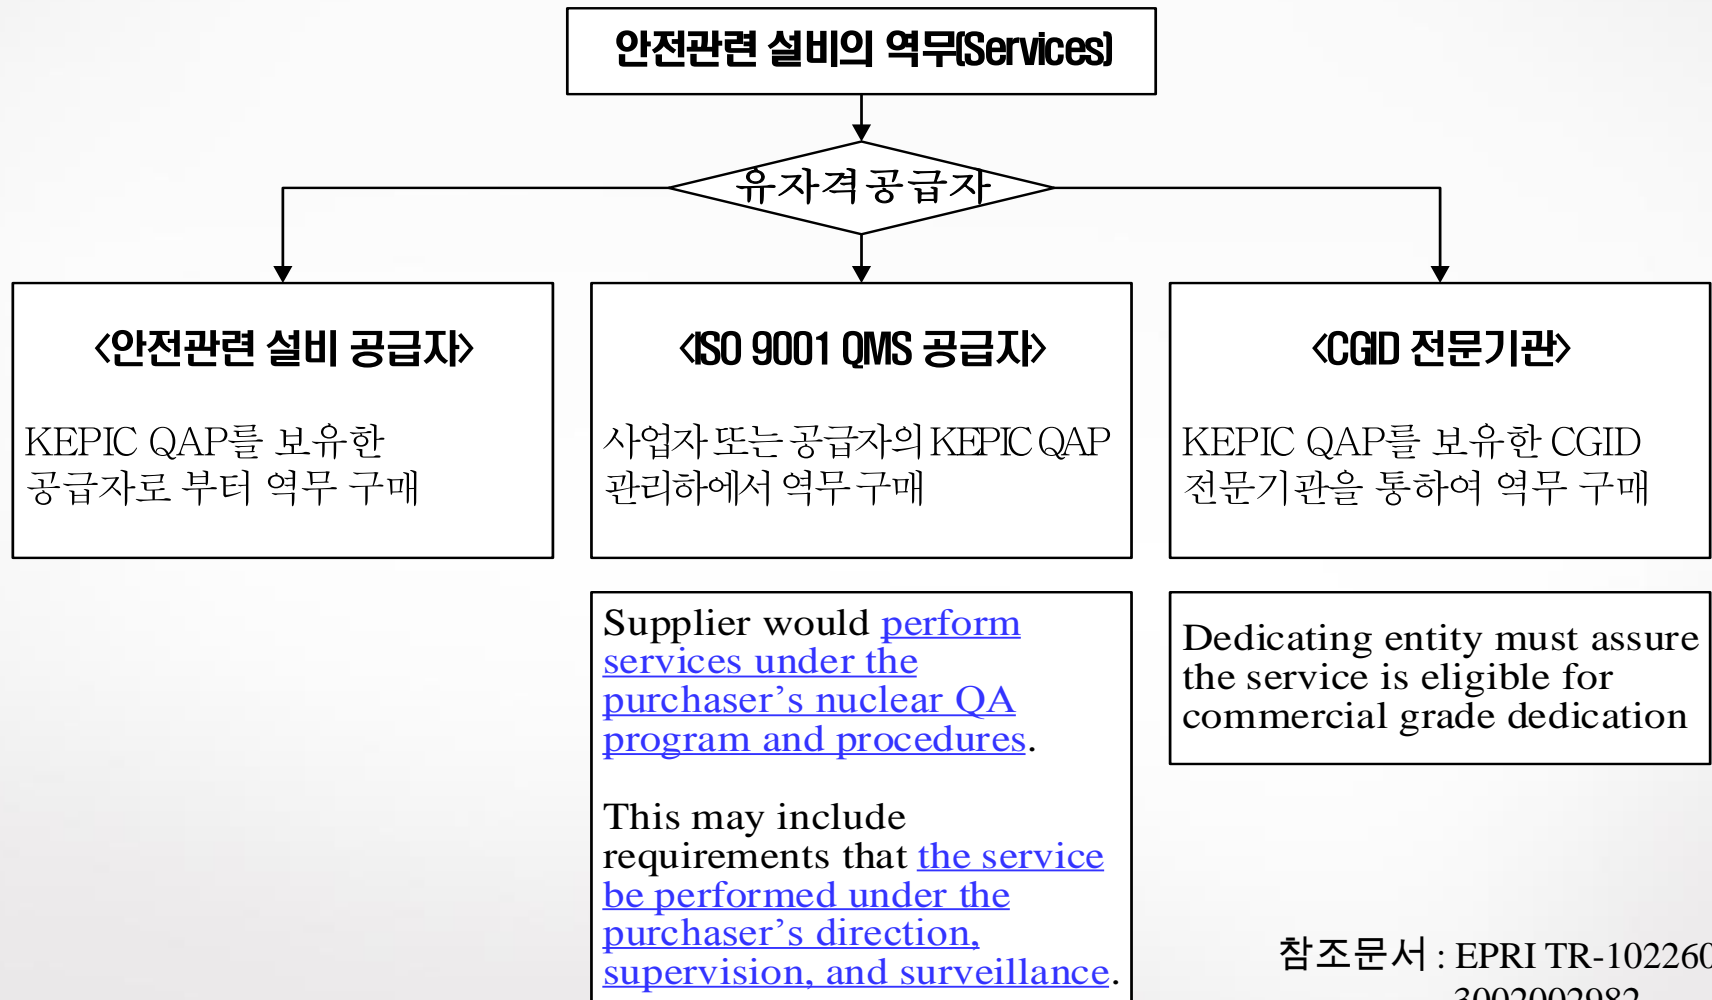 안전관련 설비의 역무(Services)
유자격공급자
<안전관련 설비 공급자>
KEPIC QAP를 보유한
공급자로 부터 역무 구매
<ISO 9001 QMS 공급자>
사업자 또는 공급자의 KEPIC QAP
관리하에서 역무 구매
<CGID 전문기관>
KEPIC QAP를 보유한 CGID
전문기관을 통하여 역무 구매
Supplier would perform
services under the
purchaser’s nuclear QA
program and procedures.
This may include
requirements that the service
be performed under the
purchaser’s direction,
supervision, and surveillance.
Dedicating entity must assure
the service is eligible for
commercial grade dedication
참조문서 : EPRI TR-102260
3002002982